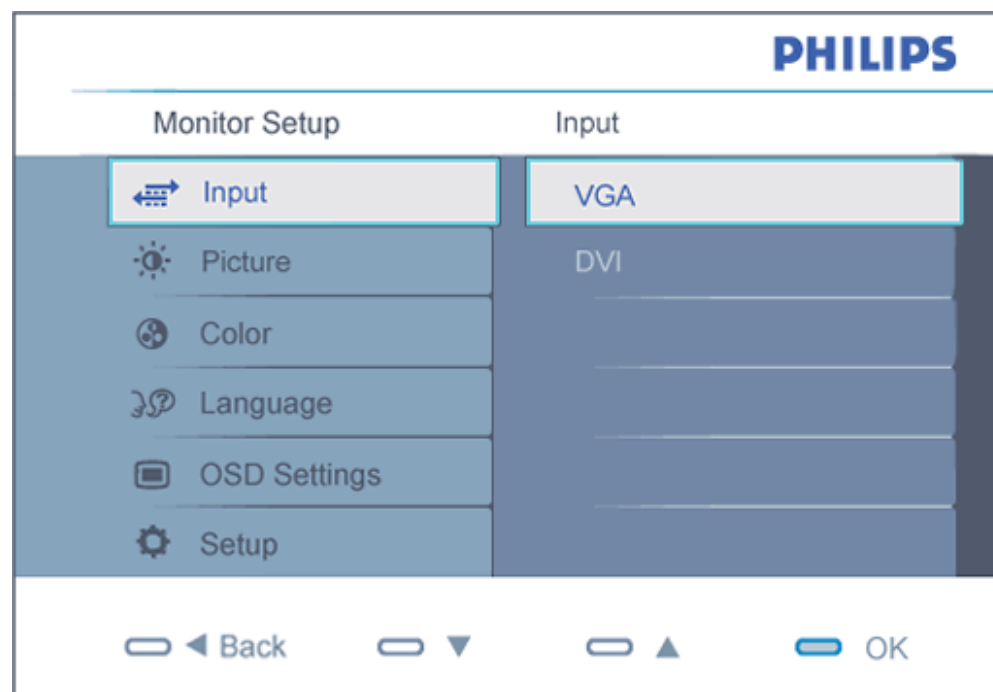 PHILIPS
Monitor Setup Input
Input VGA
Picture DVI
Color
Language
OSD Settings
Setup
Back OK